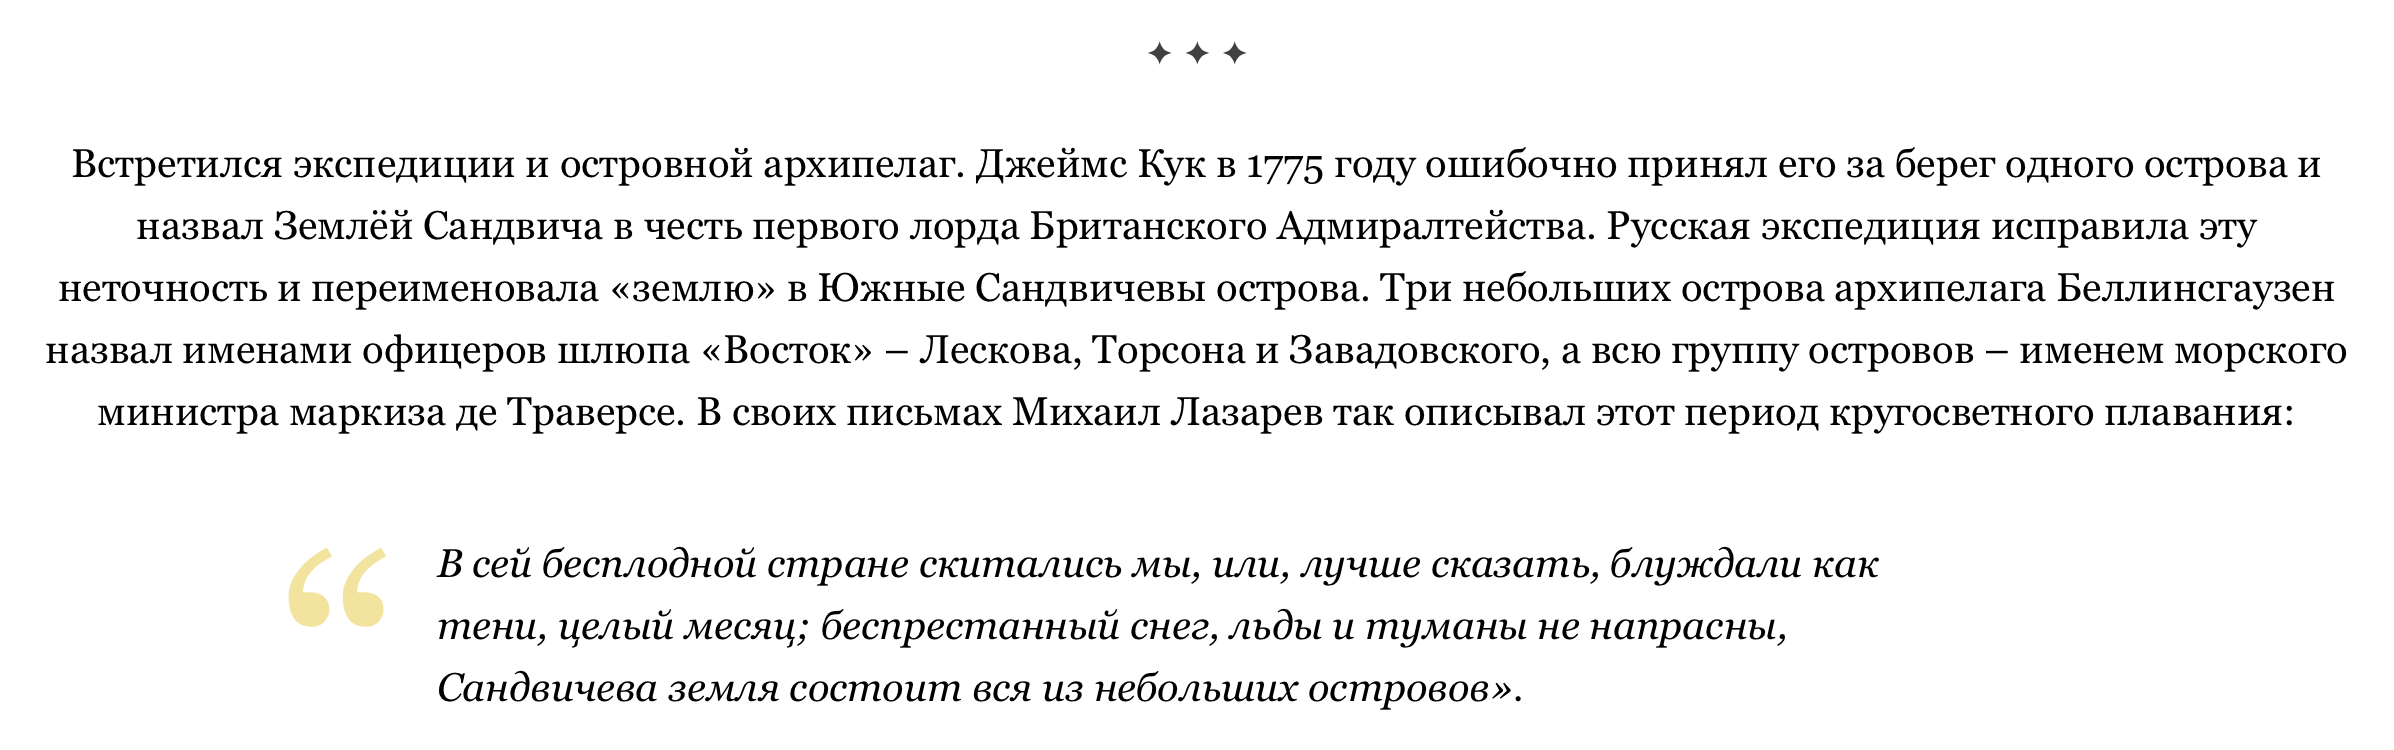 Встретился экспедиции и островной архипелаг. Джеймс Кук в 1775 году ошибочно принял его за берег одного острова и
назвал Землёй Сандвича в честь первого лорда Британского Адмиралтейства. Русская экспедиция исправила эту
неточность и переименовала «землю» в Южные Сандвичевы острова. Три небольших острова архипелага Беллинсгаузен
назвал именами офицеров шлюпа «Восток» – Лескова, Торсона и Завадовского, а всю группу островов – именем морского
министра маркиза де Траверсе. В своих письмах Михаил Лазарев так описывал этот период кругосветного плавания:
“ В сей бесплодной стране скитались мы, или, лучше сказать, блуждали как
тени, целый месяц; беспрестанный снег, льды и туманы не напрасны,
Сандвичева земля состоит вся из небольших островов».